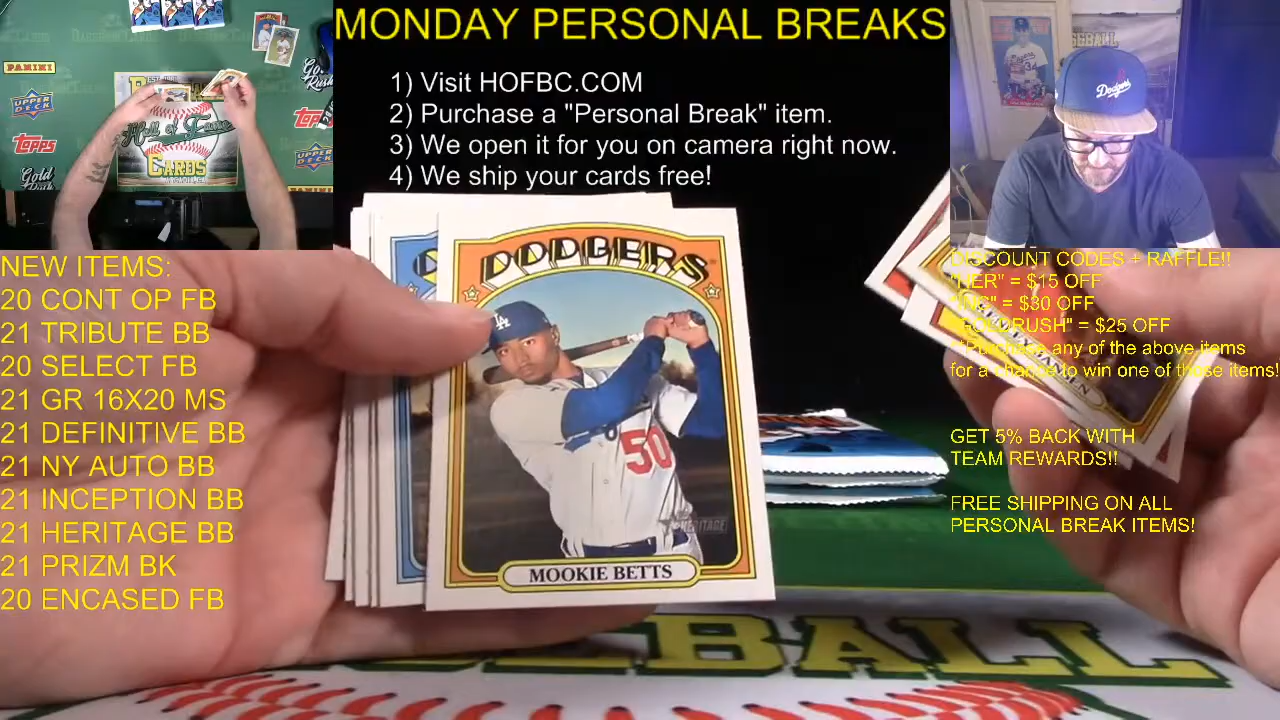 MONDAY PERSONAL BREAKS
1) Visit HOFBC.COM
2) Purchase a "Personal Break" item.
3) We open it for you on camera right now.
4) We ship your cards free!
PANINI
UPPER DECK
Topps
Gold Rush
Hall of Fame
CARDS
Dodgers
NEW ITEMS:
20 CONT OP FB
21 TRIBUTE BB
20 SELECT FB
21 GR 16X20 MS
21 DEFINITIVE BB
21 NY AUTO BB
21 INCEPTION BB
21 HERITAGE BB
21 PRIZM BK
20 ENCASED FB
DODGERS
50
HERITAGE
MOOKIE BETTS
DISCOUNT CODES + RAFFLE!!
= $15 OFF
= $30 OFF
= $25 OFF
any of the above items
for a chance to win one of those items!
GET 5% BACK WITH
TEAM REWARDS!!
FREE SHIPPING ON ALL
PERSONAL BREAK ITEMS!